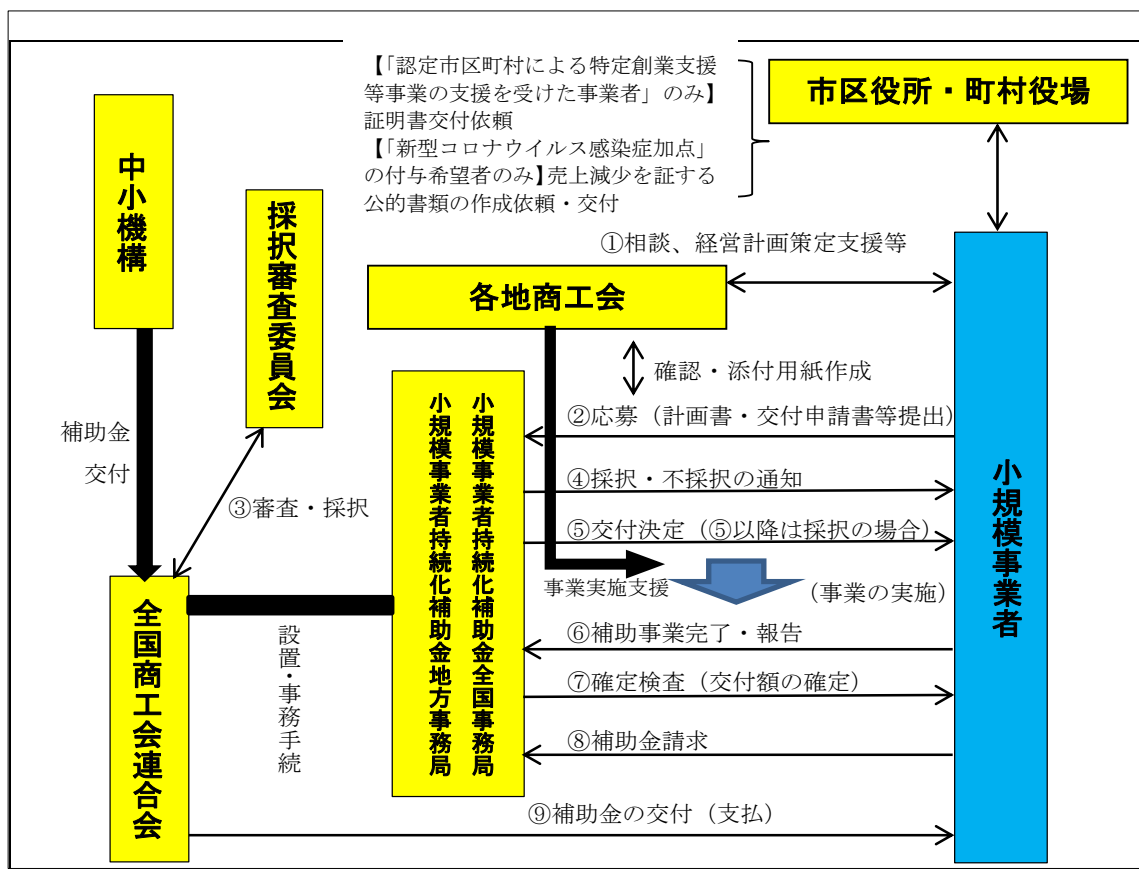 【「認定市区町村による特定創業支援
等事業の支援を受けた事業者」のみ】
証明書交付依頼
【「新型コロナウイルス感染症加点」
の付与希望者のみ】売上減少を証する
公的書類の作成依頼・交付
市区役所・町村役場
中小機構
採択審査委員会
①相談、経営計画策定支援等
各地商工会
確認・添付用紙作成
小規模事業者持続化補助金全国事務局
小規模事業者持続化補助金地方事務局
②応募（計画書・交付申請書等提出）
補助金
交付
③審査・採択
④採択・不採択の通知
⑤交付決定（⑤以降は採択の場合）
小規模事業者
事業実施支援
（事業の実施）
全国商工会連合会
設置・事務手続
⑥補助事業完了・報告
⑦確定検査（交付額の確定）
⑧補助金請求
⑨補助金の交付（支払）